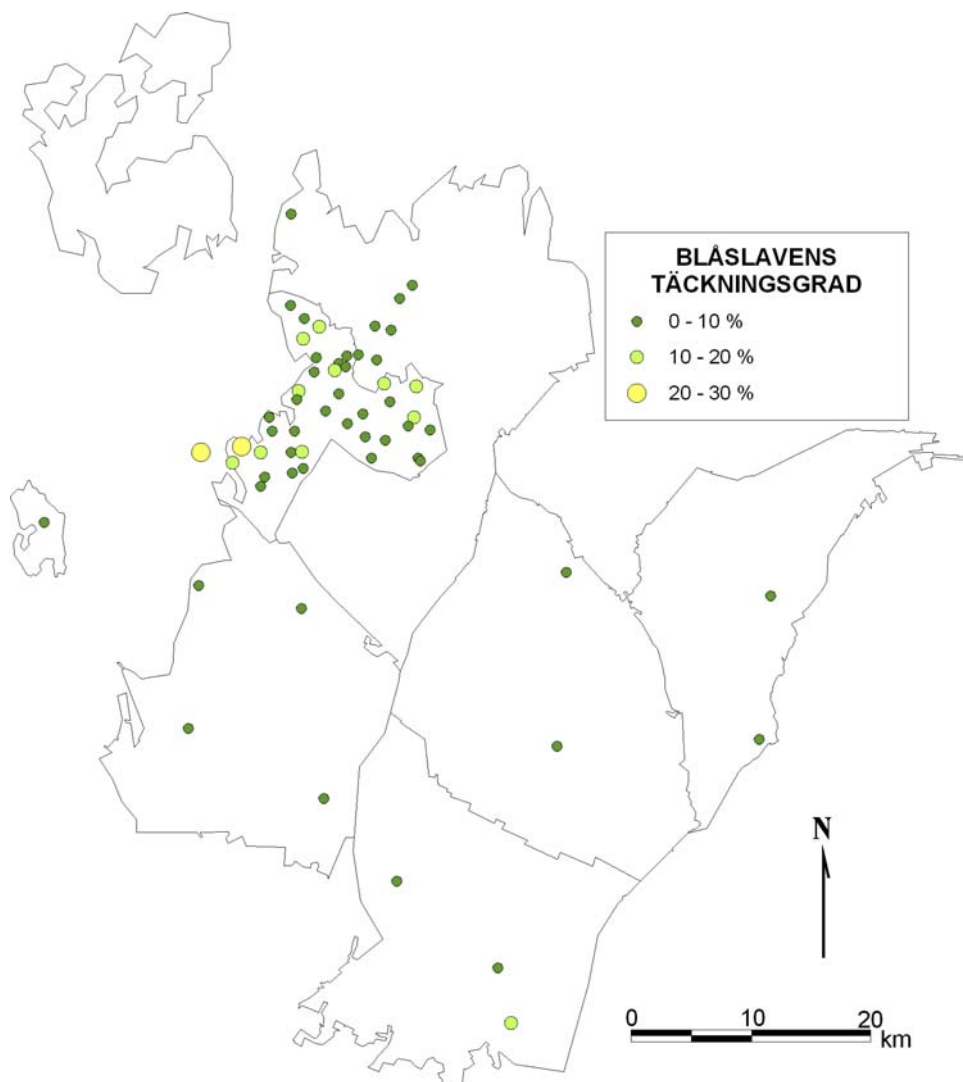 BLÅSLAVENS
TÄCKNINGSGRAD
0 - 10 %
10 - 20 %
20 - 30 %
N
0 10 20
km